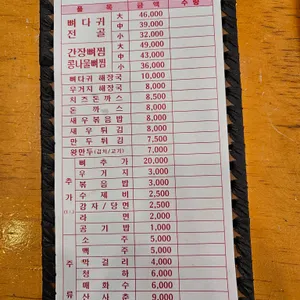 품 목 금 액 수 량
뼈다귀 전골 大 46,000
中 39,000
小 32,000
간장뼈찜 콩나물뼈찜 大 49,000
中 43,000
小 36,000
뼈다귀 해장국 10,000
우거지 해장국 8,000
치즈돈까스 8,500
돈 까 스 8,000
새우볶음밥 8,000
새우튀김 8,000
만두튀김 7,500
왕만두(김치/고기) 7,000
추가
뼈추가 20,000
우거지 3,000
볶음밥 3,000
수제비 2,500
감자/당면 2,500
라면 2,000
공기밥 1,000
주류
소주 5,000
맥주 5,000
막걸리 4,000
청하 6,000
매화수 6,000
산사춘 9,000